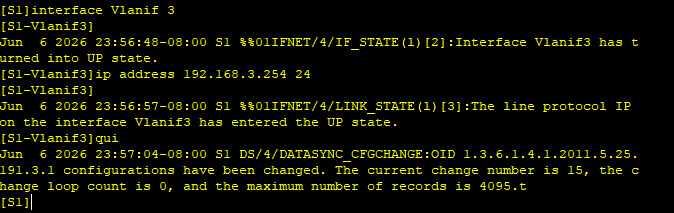 [S1]interface Vlanif 3
[S1-Vlanif3]
Jun  6 2026 23:56:48-08:00 S1 %%01IFNET/4/IF_STATE(l)[2]:Interface Vlanif3 has t
urned into UP state.
[S1-Vlanif3]ip address 192.168.3.254 24
[S1-Vlanif3]
Jun  6 2026 23:56:57-08:00 S1 %%01IFNET/4/LINK_STATE(l)[3]:The line protocol IP
on the interface Vlanif3 has entered the UP state.
[S1-Vlanif3]qui
Jun  6 2026 23:57:04-08:00 S1 DS/4/DATASYNC_CFGCHANGE:OID 1.3.6.1.4.1.2011.5.25.
191.3.1 configurations have been changed. The current change number is 15, the c
hange loop count is 0, and the maximum number of records is 4095.t
[S1]